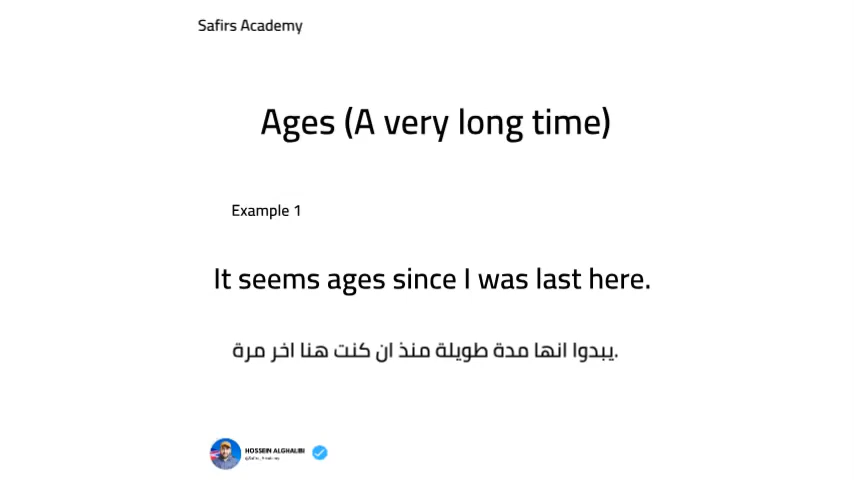 Safirs Academy
Ages (A very long time)
Example 1
It seems ages since I was last here.
يبدوا انها مدة طويلة منذ ان كنت هنا اخر مرة.
HOSSEIN ALGHALIBI